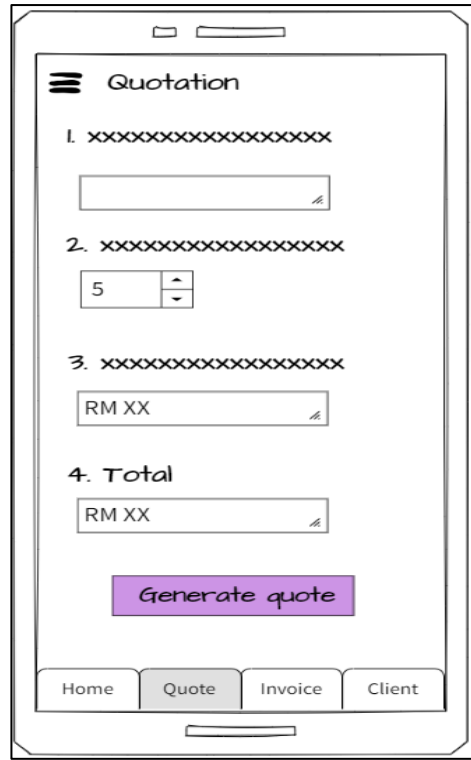 Quotation
1. xxxxxxxxxxxxxxxxx
2. xxxxxxxxxxxxxxxxx
5
3. xxxxxxxxxxxxxxxxx
RM XX
4. Total
RM XX
Generate quote
Home Quote Invoice Client